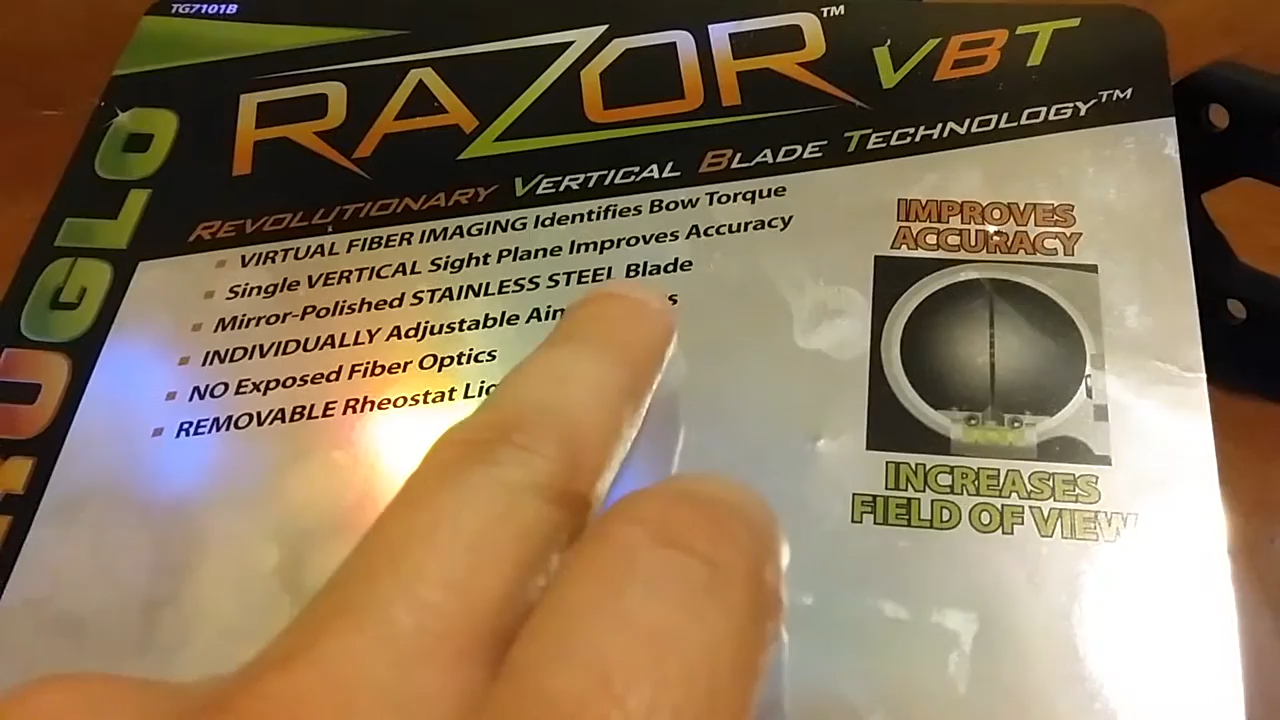 TG7101B
RAZOR™ VBT
REVOLUTIONARY VERTICAL BLADE TECHNOLOGY™
VIRTUAL FIBER IMAGING Identifies Bow Torque
Single VERTICAL Sight Plane Improves Accuracy
Mirror-Polished STAINLESS STEEL Blade
INDIVIDUALLY Adjustable
NO Exposed Fiber Optics
REMOVABLE Rheostat
IMPROVES
ACCURACY
INCREASES
FIELD OF VIEW
UGLO